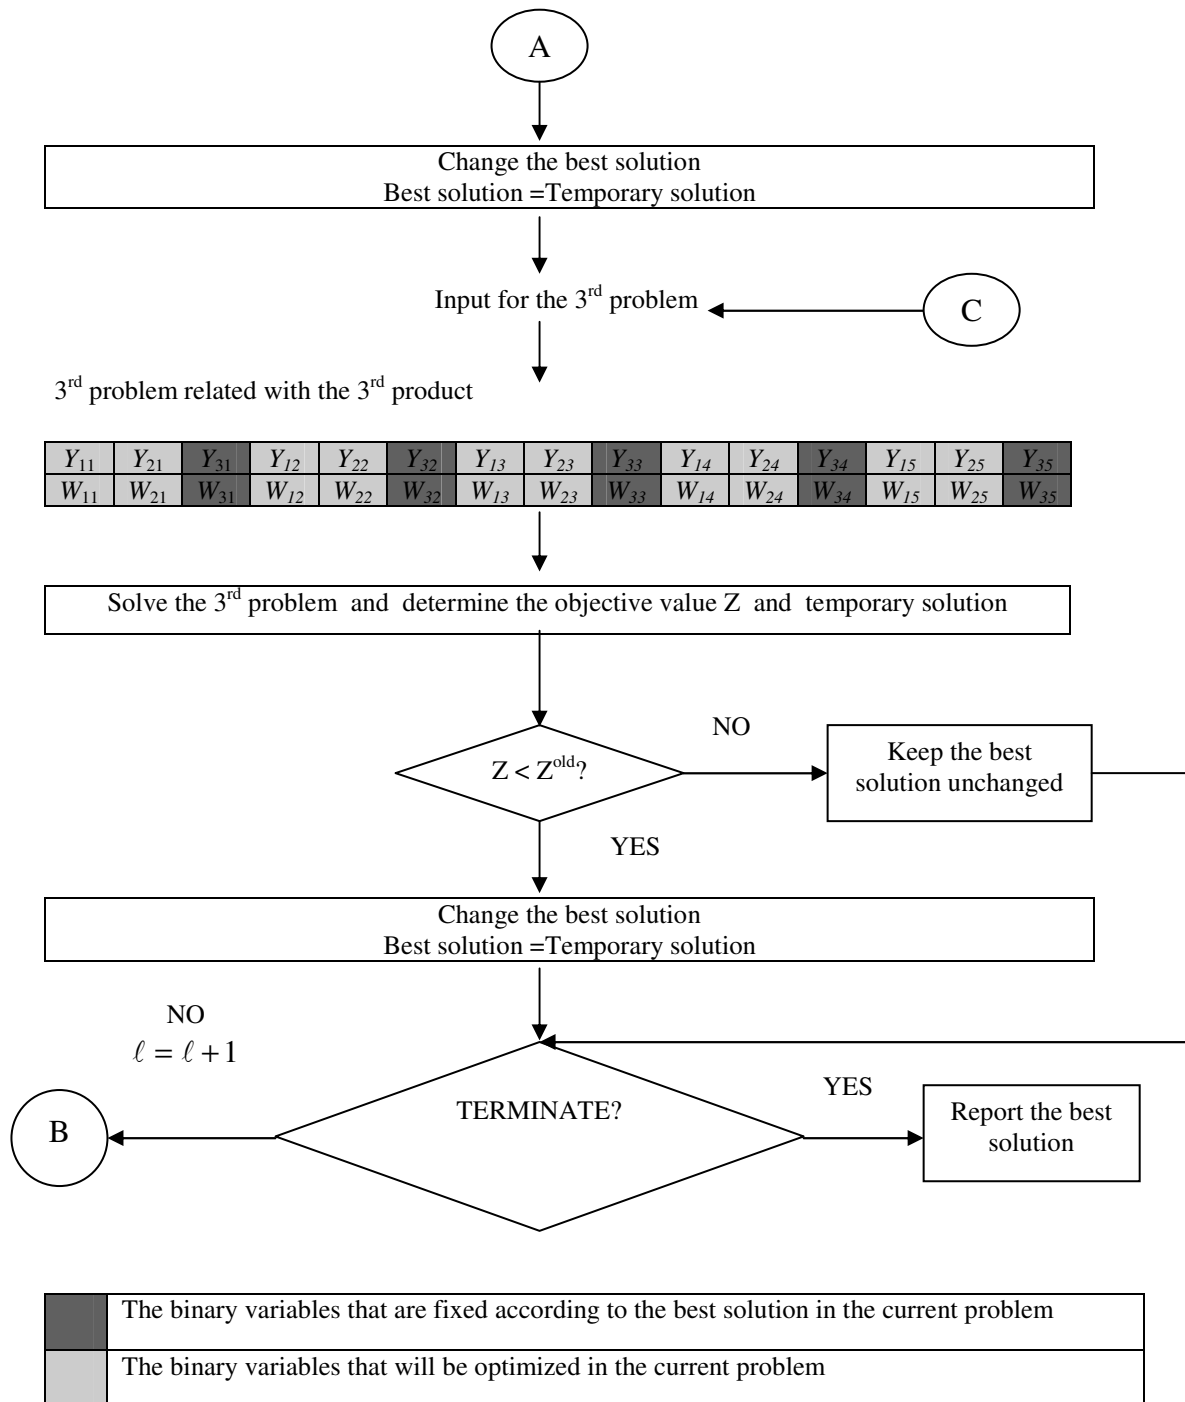 A
Change the best solution
Best solution =Temporary solution
Input for the 3rd problem
C
3rd problem related with the 3rd product
Y11 Y21 Y31 Y12 Y22 Y32 Y13 Y23 Y33 Y14 Y24 Y34 Y15 Y25 Y35
W11 W21 W31 W12 W22 W32 W13 W23 W33 W14 W24 W34 W15 W25 W35
Solve the 3rd problem and determine the objective value Z and temporary solution
NO
Z < Zold?
Keep the best
solution unchanged
YES
Change the best solution
Best solution =Temporary solution
NO
ℓ = ℓ + 1
YES
TERMINATE?
B
Report the best
solution
The binary variables that are fixed according to the best solution in the current problem
The binary variables that will be optimized in the current problem